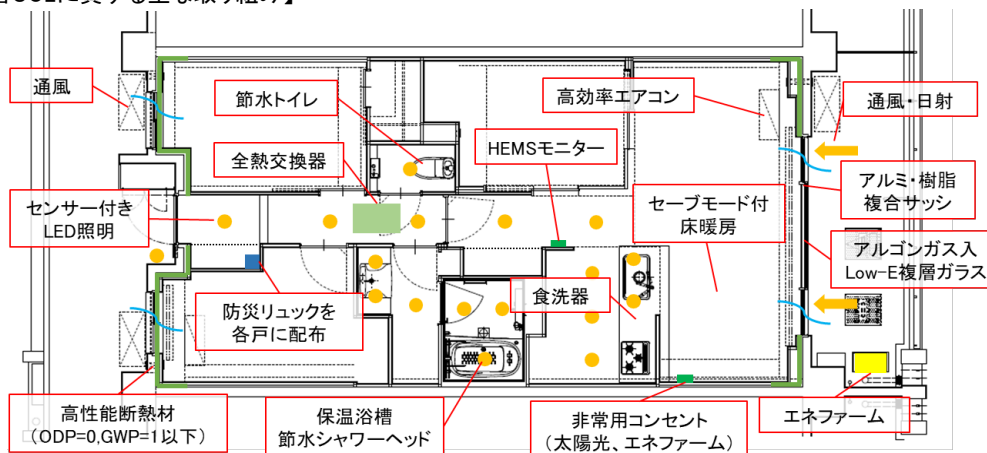 通風
節水トイレ
高効率エアコン
通風・日射
全熱交換器
HEMSモニター
アルミ・樹脂
複合サッシ
センサー付き
LED照明
セーブモード付
床暖房
アルゴンガス入
Low-E複層ガラス
防災リュックを
各戸に配布
食洗器
高性能断熱材
（ODP=0,GWP=1以下）
保温浴槽
節水シャワーヘッド
非常用コンセント
（太陽光、エネファーム）
エネファーム